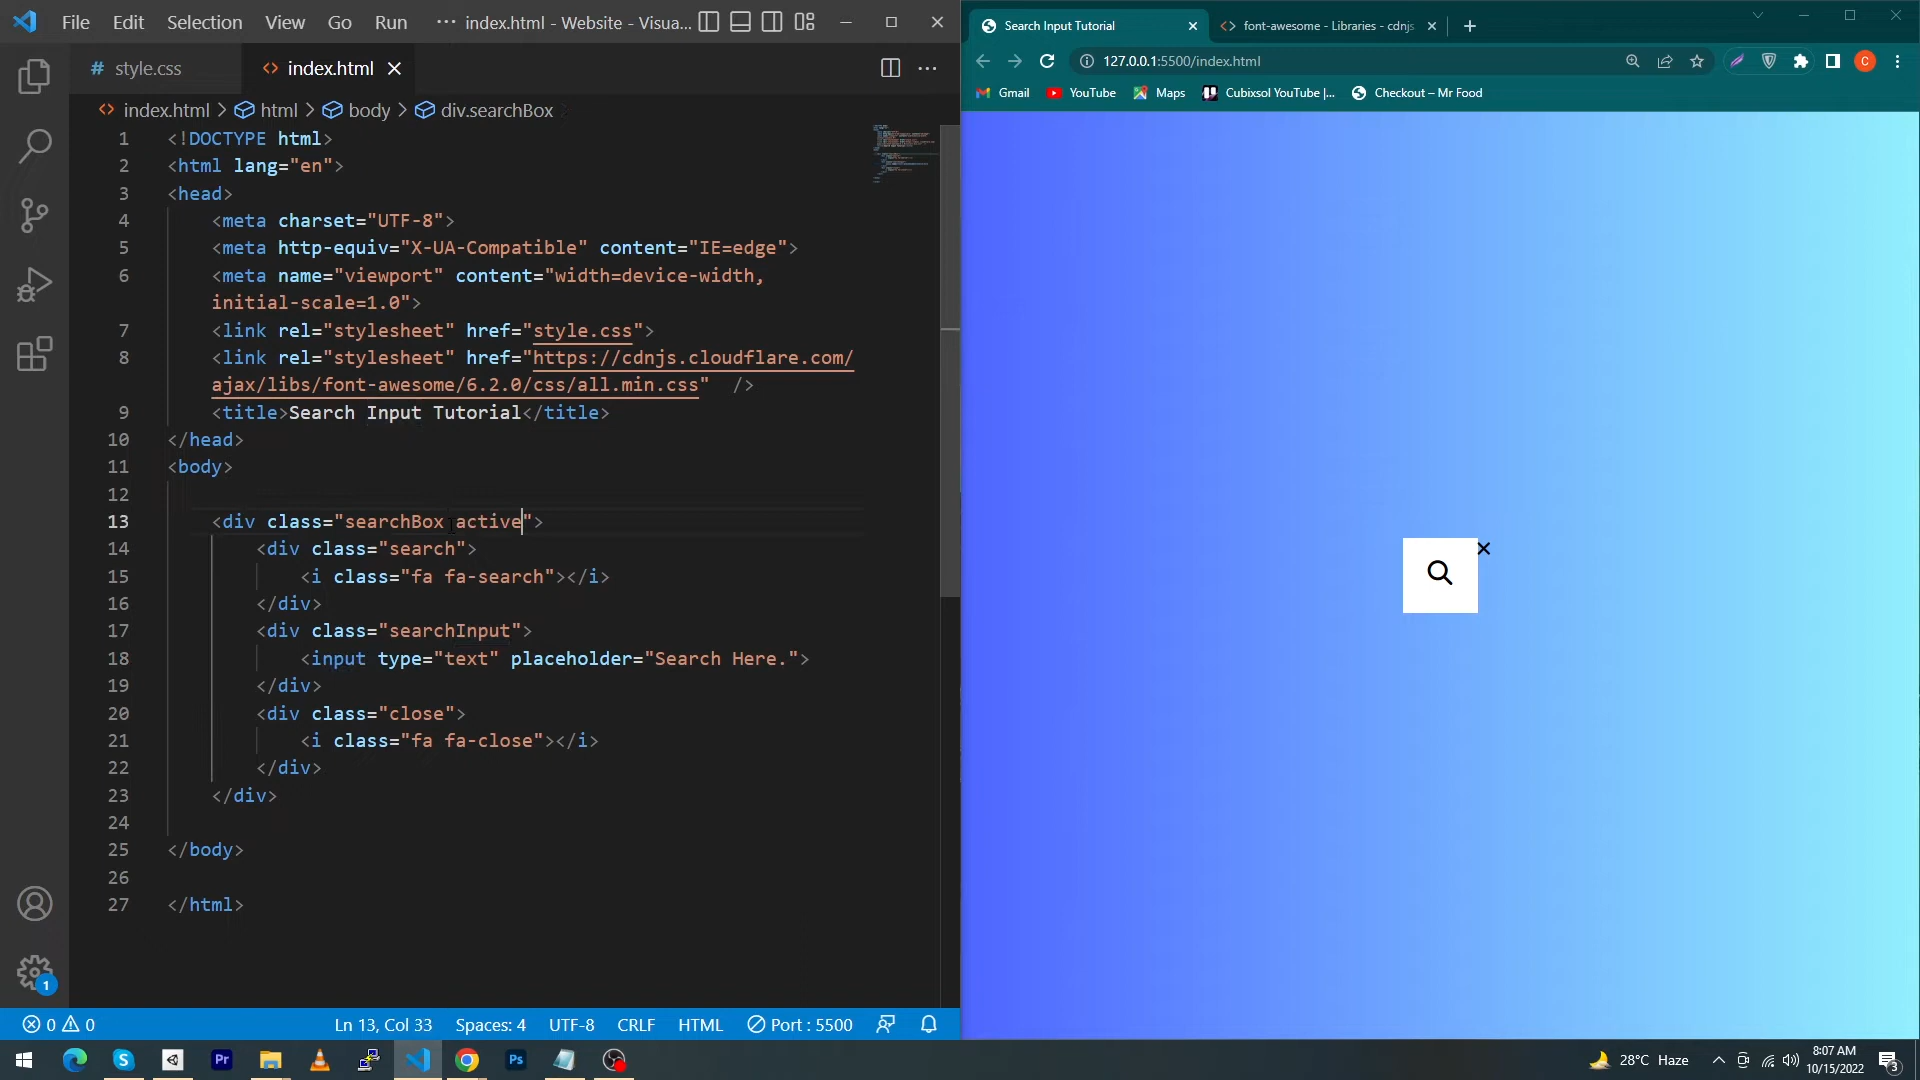 File Edit Selection View Go Run ··· index.html - Website - Visua...
# style.css <> index.html
<> index.html > html > body > div.searchBox
1 <!DOCTYPE html>
2 <html lang="en">
3 <head>
4 <meta charset="UTF-8">
5 <meta http-equiv="X-UA-Compatible" content="IE=edge">
6 <meta name="viewport" content="width=device-width,
initial-scale=1.0">
7 <link rel="stylesheet" href="style.css">
8 <link rel="stylesheet" href="https://cdnjs.cloudflare.com/
ajax/libs/font-awesome/6.2.0/css/all.min.css" />
9 <title>Search Input Tutorial</title>
10 </head>
11 <body>
12
13 <div class="searchBox active">
14 <div class="search">
15 <i class="fa fa-search"></i>
16 </div>
17 <div class="searchInput">
18 <input type="text" placeholder="Search Here.">
19 </div>
20 <div class="close">
21 <i class="fa fa-close"></i>
22 </div>
23 </div>
24
25 </body>
26
27 </html>
1
0 0 Ln 13, Col 33 Spaces: 4 UTF-8 CRLF HTML Port : 5500
Search Input Tutorial <> font-awesome - Libraries - cdnjs
127.0.0.1:5500/index.html C
Gmail YouTube Maps Cubixsol YouTube |... Checkout – Mr Food
S Pr Ps 28°C Haze 8:07 AM
10/15/2022 3